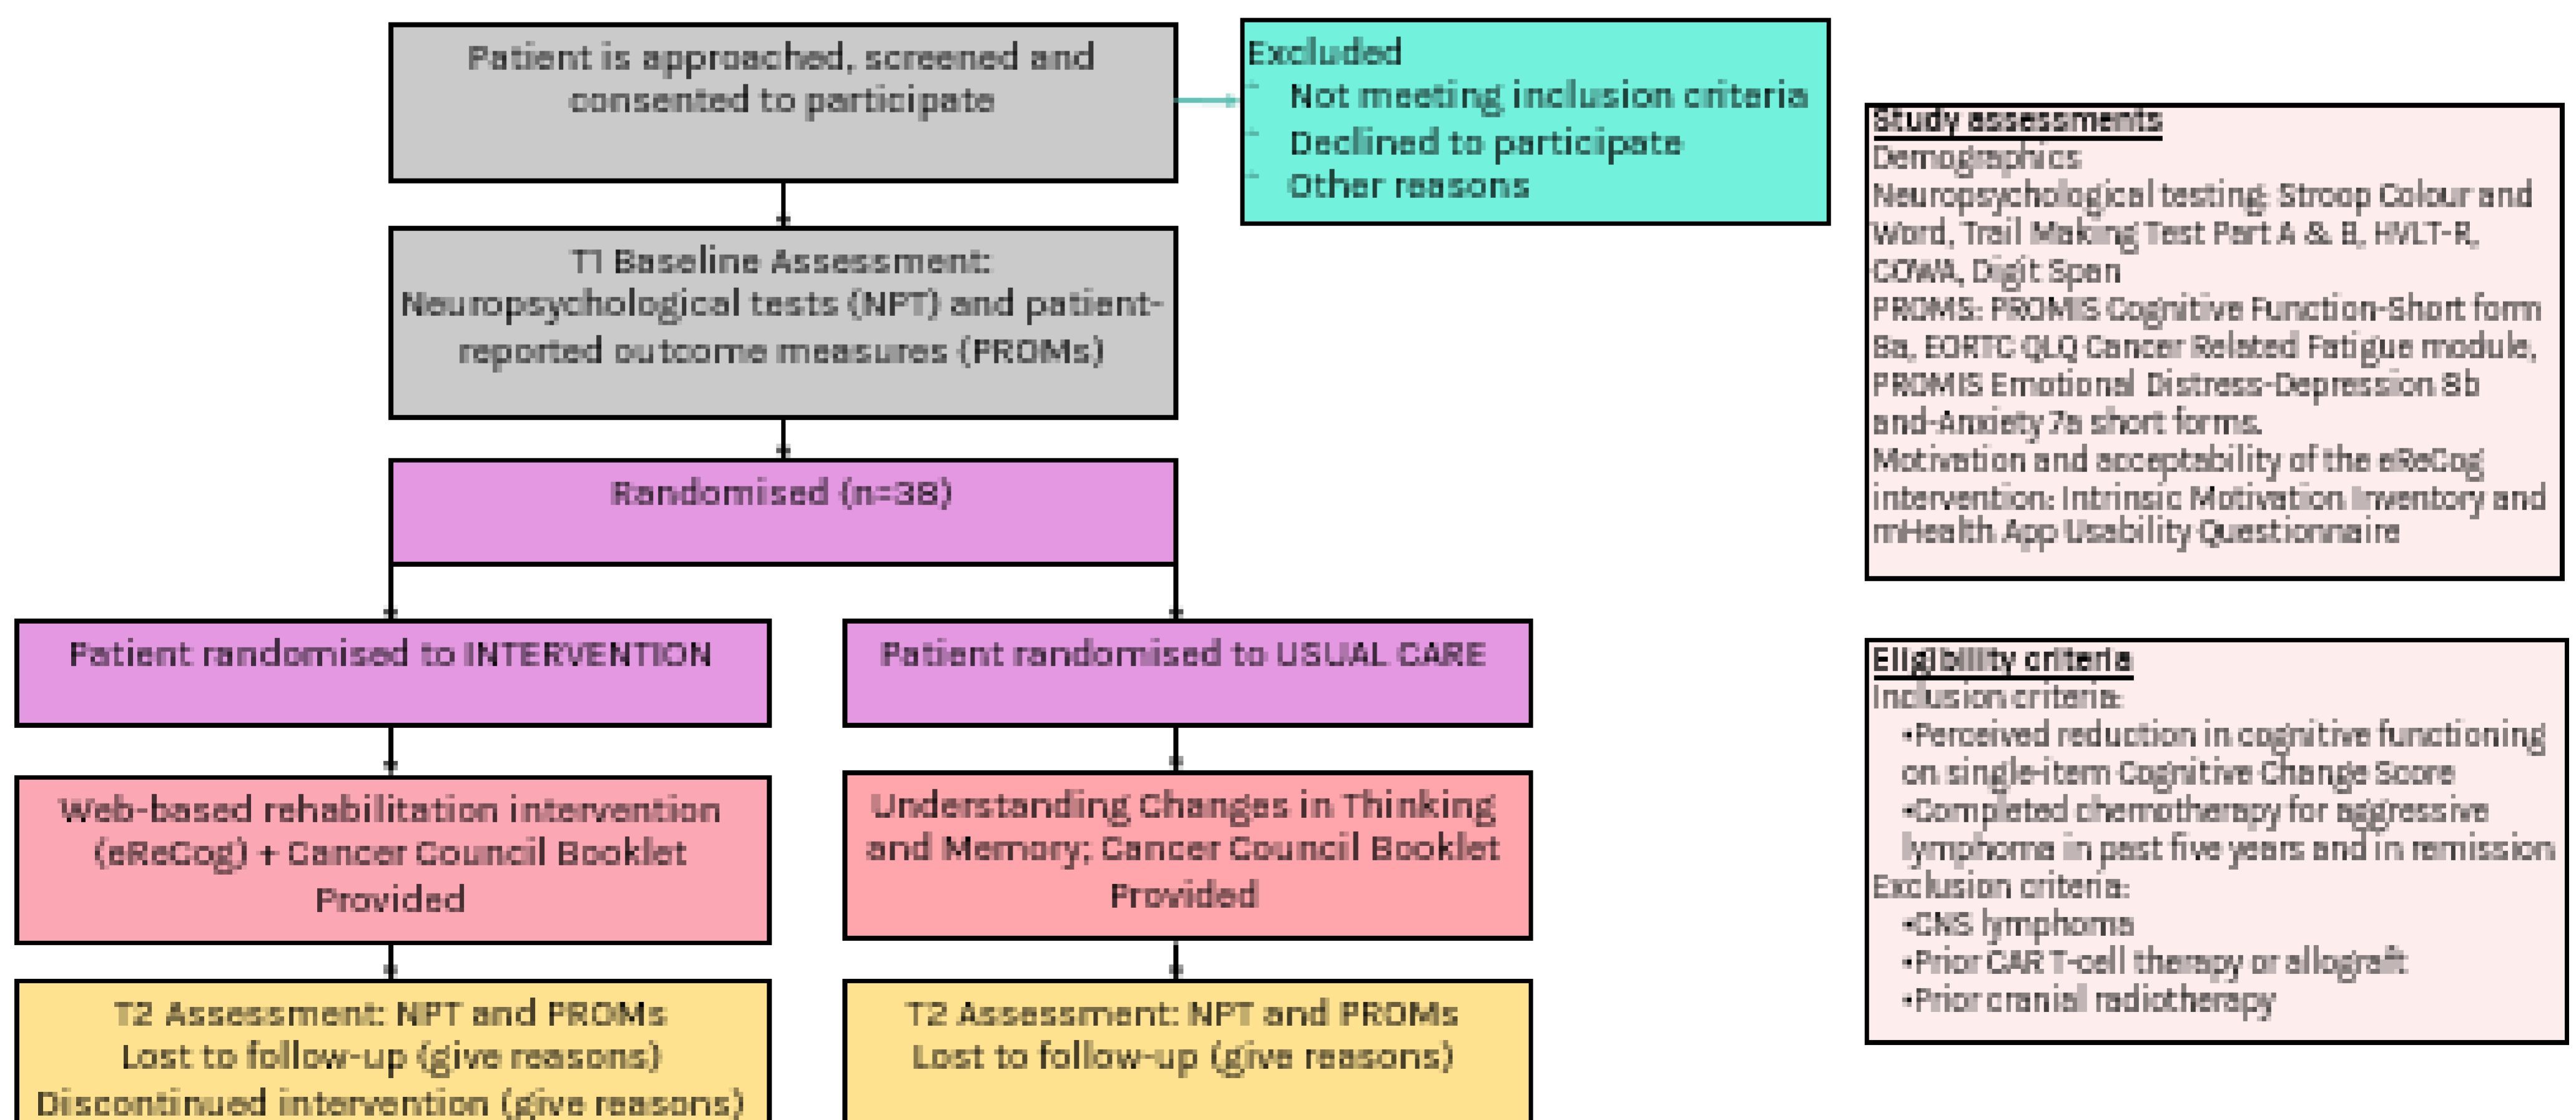 Patient is approached, screened and
consented to participate
Excluded
Not meeting inclusion criteria
Declined to participate
Other reasons
T1 Baseline Assessment:
Neuropsychological tests (NPT) and patient-
reported outcome measures (PROMs)
Randomised (n=38)
Patient randomised to INTERVENTION
Patient randomised to USUAL CARE
Web-based rehabilitation intervention
(eReCog) + Cancer Council Booklet
Provided
Understanding Changes in Thinking
and Memory; Cancer Council Booklet
Provided
T2 Assessment: NPT and PROMs
Lost to follow-up (give reasons)
Discontinued intervention (give reasons)
T2 Assessment: NPT and PROMs
Lost to follow-up (give reasons)
Study assessments
Demographics
Neuropsychological testing: Stroop Colour and
Word, Trail Making Test Part A & B, HVLT-R,
COWA, Digit Span
PROMS: PROMIS Cognitive Function-Short form
8a, EORTC QLQ Cancer Related Fatigue module,
PROMIS Emotional Distress-Depression 8b
and-Anxiety 7a short forms.
Motivation and acceptability of the eReCog
intervention: Intrinsic Motivation Inventory and
mHealth App Usability Questionnaire
Eligibility criteria
Inclusion criteria:
•Perceived reduction in cognitive functioning
on single-item Cognitive Change Score
•Completed chemotherapy for aggressive
lymphoma in past five years and in remission
Exclusion criteria:
•CNS lymphoma
•Prior CAR T-cell therapy or allograft
•Prior cranial radiotherapy